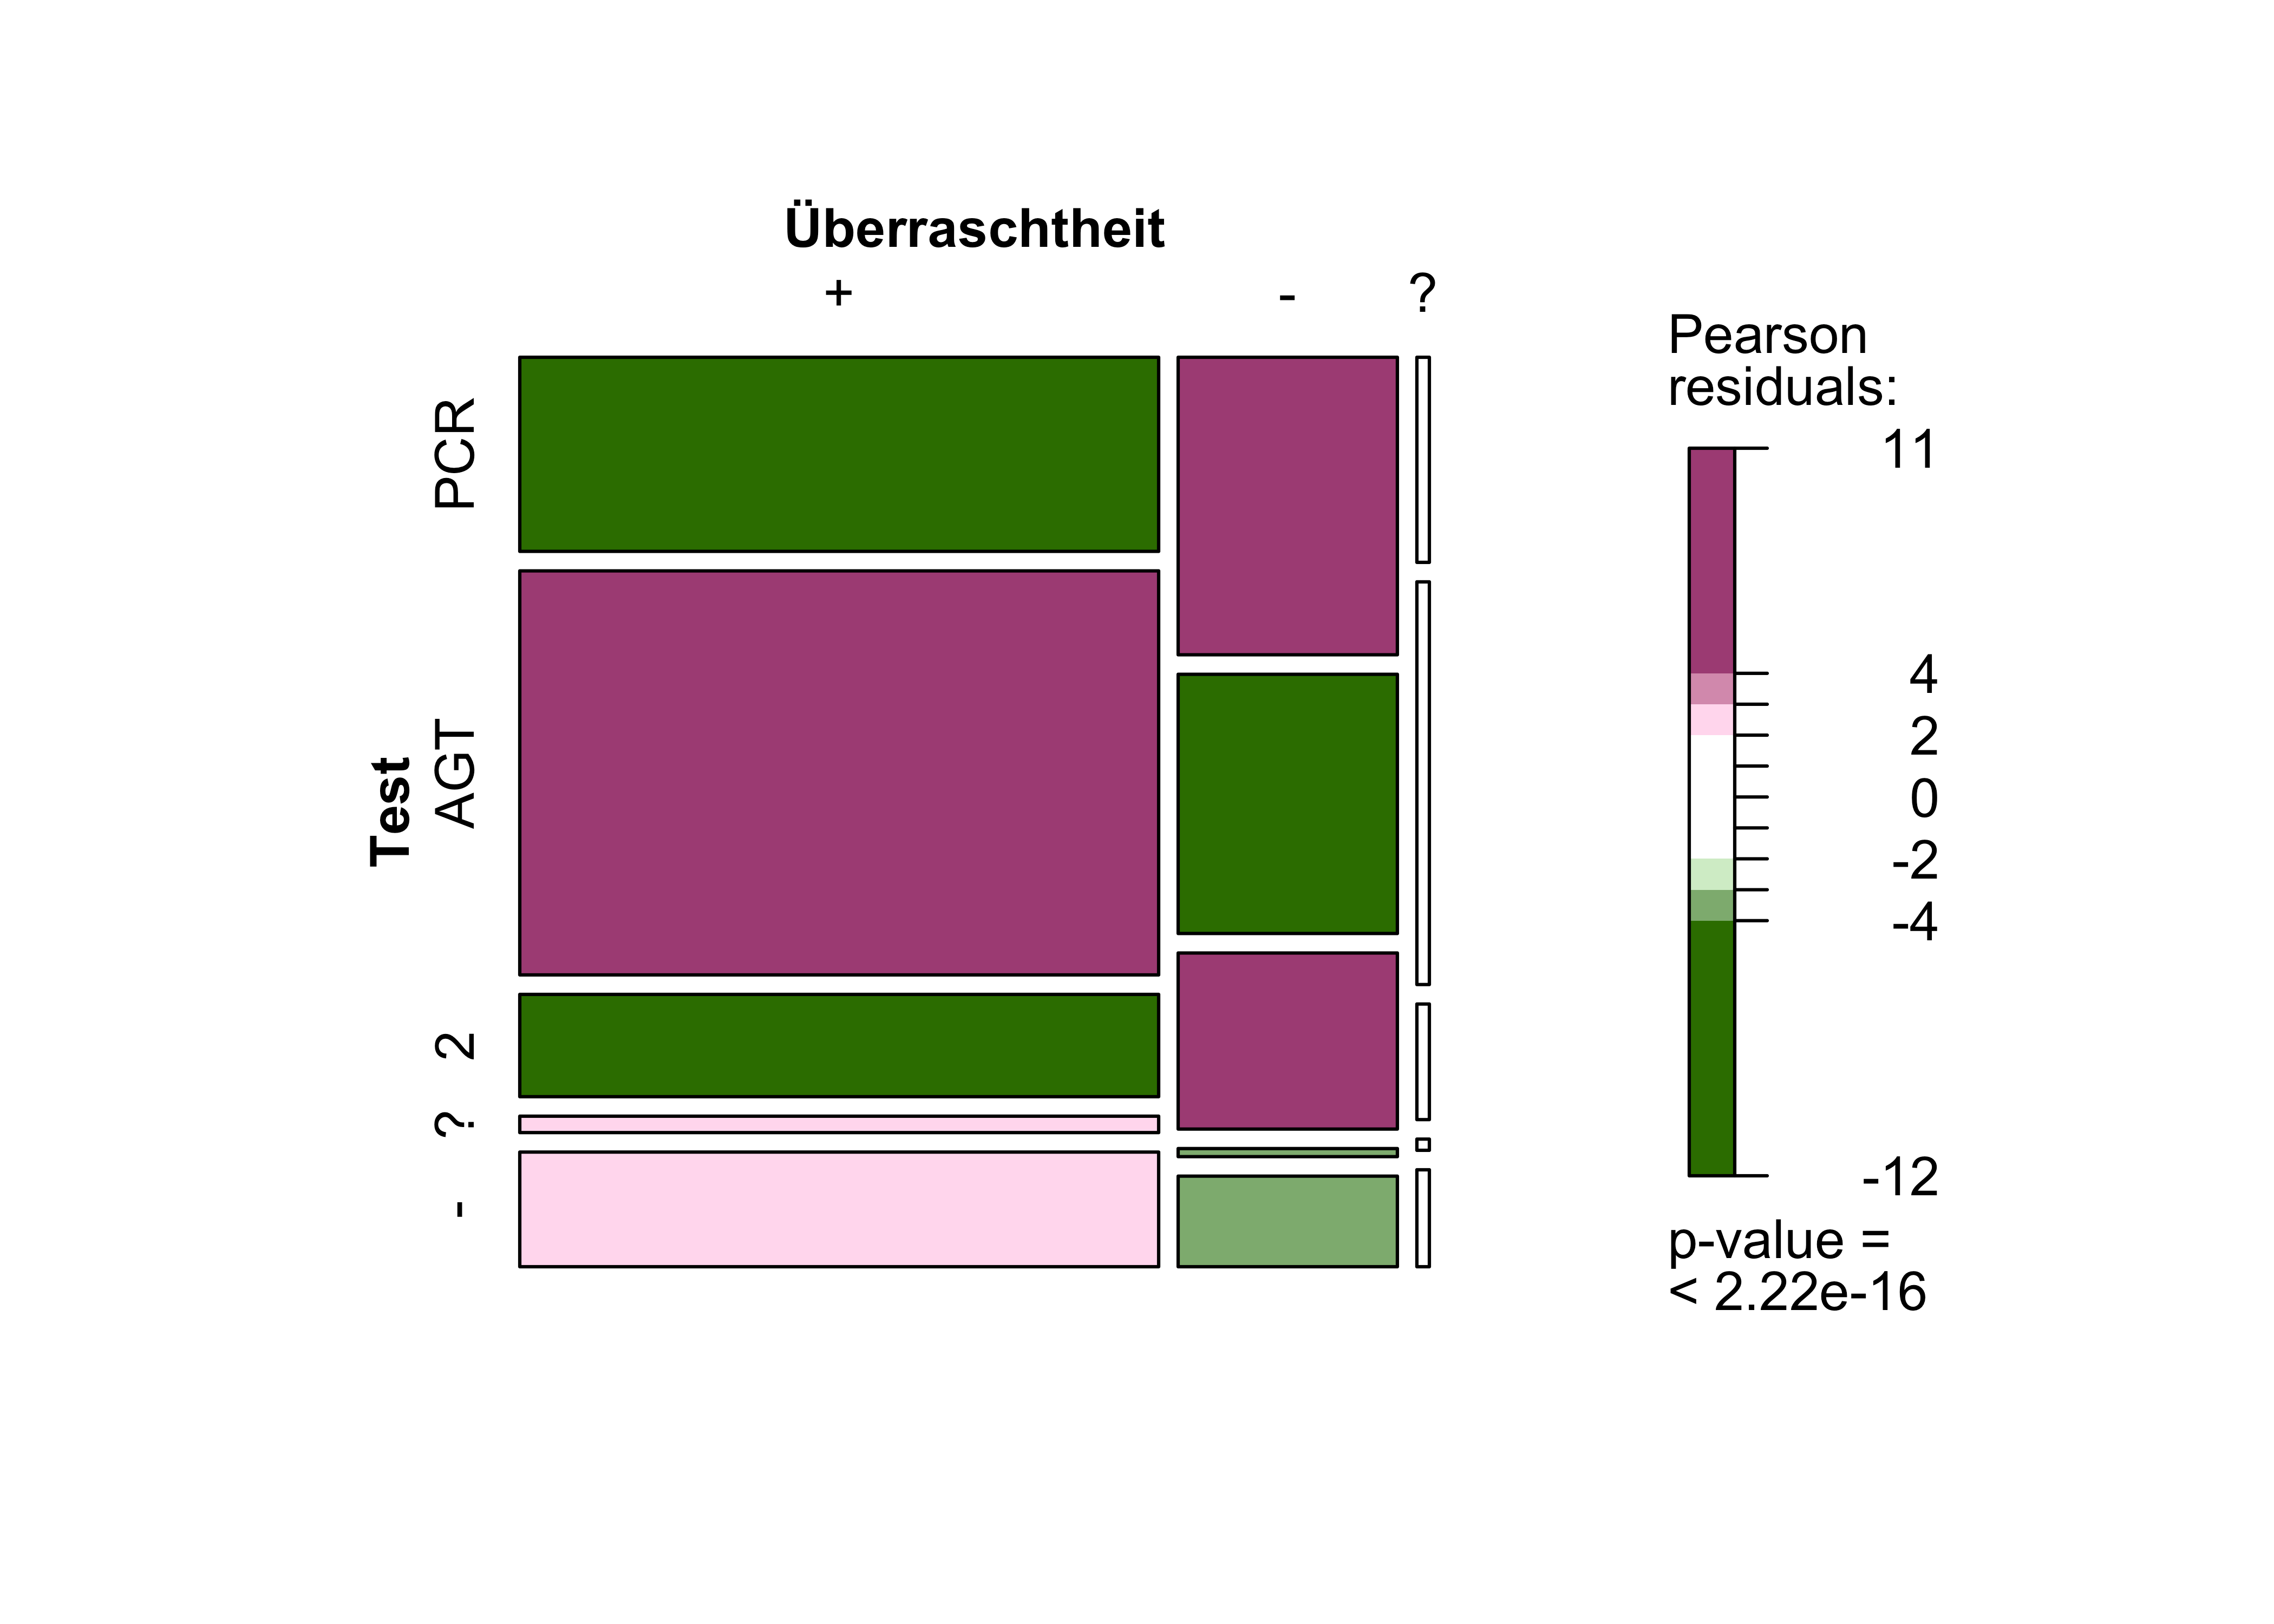 Überraschtheit
+ - ?
Test
PCR
AGT
2
?
-
Pearson
residuals:
11
4
2
0
-2
-4
-12
p-value =
< 2.22e-16